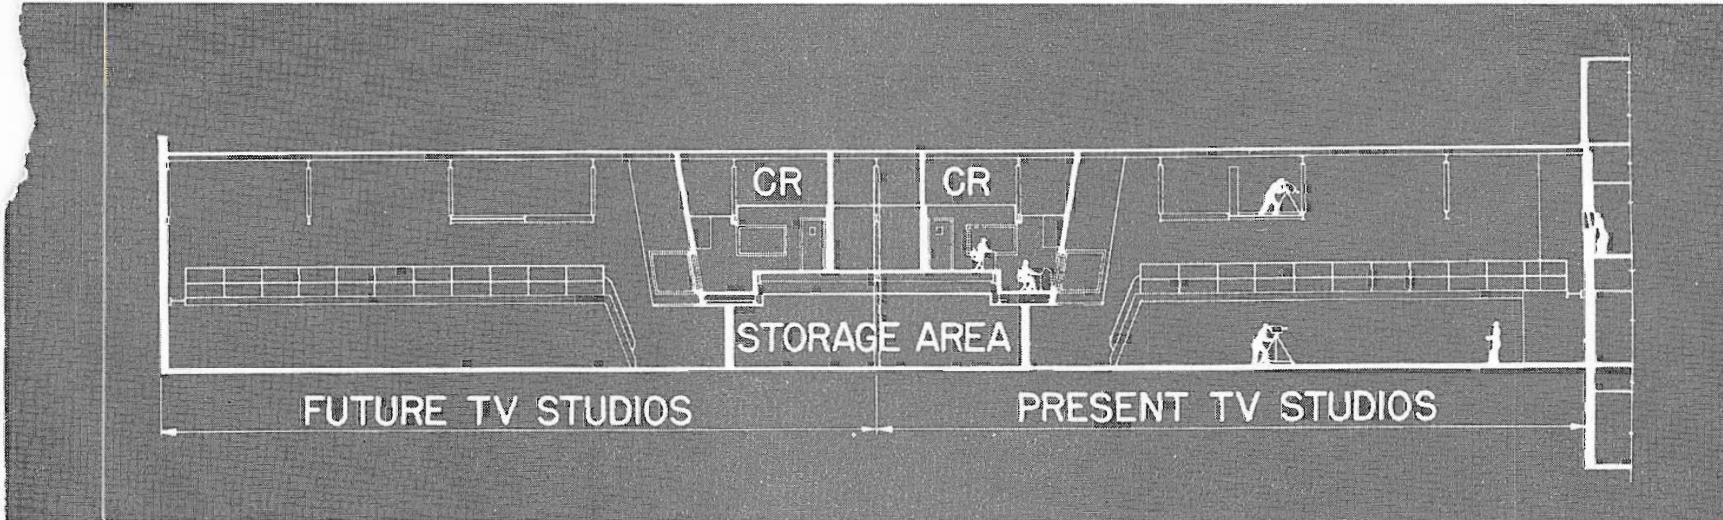 CR CR
STORAGE AREA
FUTURE TV STUDIOS PRESENT TV STUDIOS